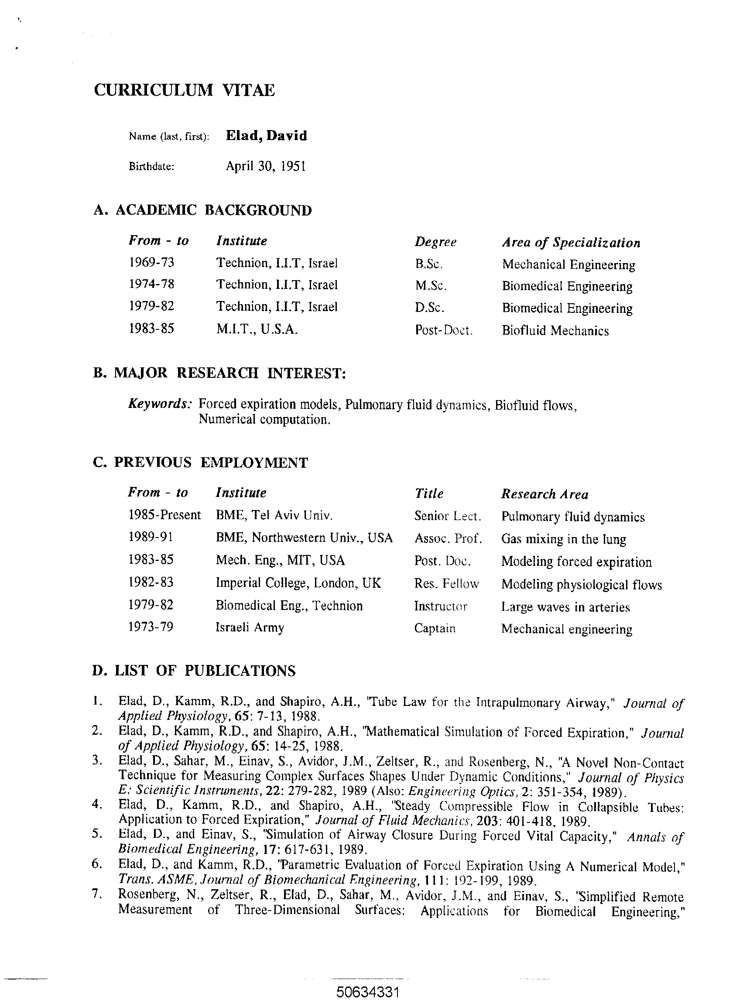 CURRICULUM VITAE
Name (last, first): Elad, David
Birthdate: April 30, 1951
A. ACADEMIC BACKGROUND
From - to Institute Degree Area of Specialization
1969-73 Technion, I.I.T, Israel B.Sc. Mechanical Engineering
1974-78 Technion, I.I.T, Israel M.Sc. Biomedical Engineering
1979-82 Technion, I.I.T, Israel D.Sc. Biomedical Engineering
1983-85 M.I.T., U.S.A. Post-Doct. Biofluid Mechanics
B. MAJOR RESEARCH INTEREST:
Keywords: Forced expiration models, Pulmonary fluid dynamics, Biofluid flows,
Numerical computation.
C. PREVIOUS EMPLOYMENT
From - to Institute Title Research Area
1985-Present BME, Tel Aviv Univ. Senior Lect. Pulmonary fluid dynamics
1989-91 BME, Northwestern Univ., USA Assoc. Prof. Gas mixing in the lung
1983-85 Mech. Eng., MIT, USA Post. Doc. Modeling forced expiration
1982-83 Imperial College, London, UK Res. Fellow Modeling physiological flows
1979-82 Biomedical Eng., Technion Instructor Large waves in arteries
1973-79 Israeli Army Captain Mechanical engineering
D. LIST OF PUBLICATIONS
1. Elad, D., Kamm, R.D., and Shapiro, A.H., "Tube Law for the Intrapulmonary Airway," Journal of
Applied Physiology, 65: 7-13, 1988.
2. Elad, D., Kamm, R.D., and Shapiro, A.H., "Mathematical Simulation of Forced Expiration," Journal
of Applied Physiology, 65: 14-25, 1988.
3. Elad, D., Sahar, M., Einav, S., Avidor, J.M., Zeltser, R., and Rosenberg, N., "A Novel Non-Contact
Technique for Measuring Complex Surfaces Shapes Under Dynamic Conditions," Journal of Physics
E: Scientific Instruments, 22: 279-282, 1989 (Also: Engineering Optics, 2: 351-354, 1989).
4. Elad, D., Kamm, R.D., and Shapiro, A.H., "Steady Compressible Flow in Collapsible Tubes:
Application to Forced Expiration," Journal of Fluid Mechanics, 203: 401-418, 1989.
5. Elad, D., and Einav, S., "Simulation of Airway Closure During Forced Vital Capacity," Annals of
Biomedical Engineering, 17: 617-631, 1989.
6. Elad, D., and Kamm, R.D., "Parametric Evaluation of Forced Expiration Using A Numerical Model,"
Trans. ASME, Journal of Biomechanical Engineering, 111: 192-199, 1989.
7. Rosenberg, N., Zeltser, R., Elad, D., Sahar, M., Avidor, J.M., and Einav, S., "Simplified Remote
Measurement of Three-Dimensional Surfaces: Applications for Biomedical Engineering,"
50634331